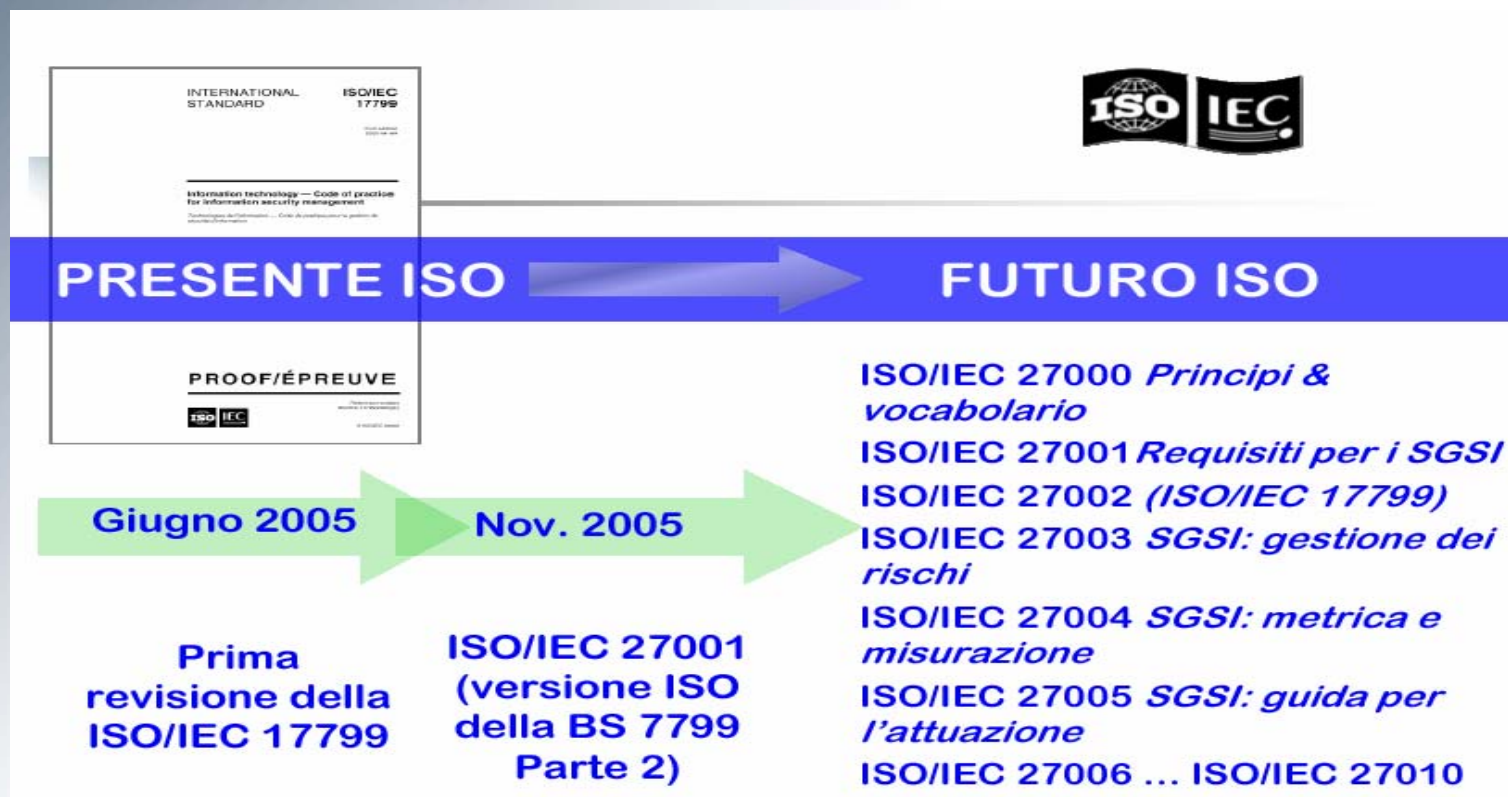 INTERNATIONAL STANDARD
ISO/IEC 17799
Information technology — Code of practice
for information security management
ISO IEC
PRESENTE ISO
FUTURO ISO
PROOF/ÉPREUVE
ISO IEC
Giugno 2005
Nov. 2005
Prima
revisione della
ISO/IEC 17799
ISO/IEC 27001
(versione ISO
della BS 7799
Parte 2)
ISO/IEC 27000 Principi &
vocabolario
ISO/IEC 27001 Requisiti per i SGSI
ISO/IEC 27002 (ISO/IEC 17799)
ISO/IEC 27003 SGSI: gestione dei
rischi
ISO/IEC 27004 SGSI: metrica e
misurazione
ISO/IEC 27005 SGSI: guida per
l'attuazione
ISO/IEC 27006 ... ISO/IEC 27010